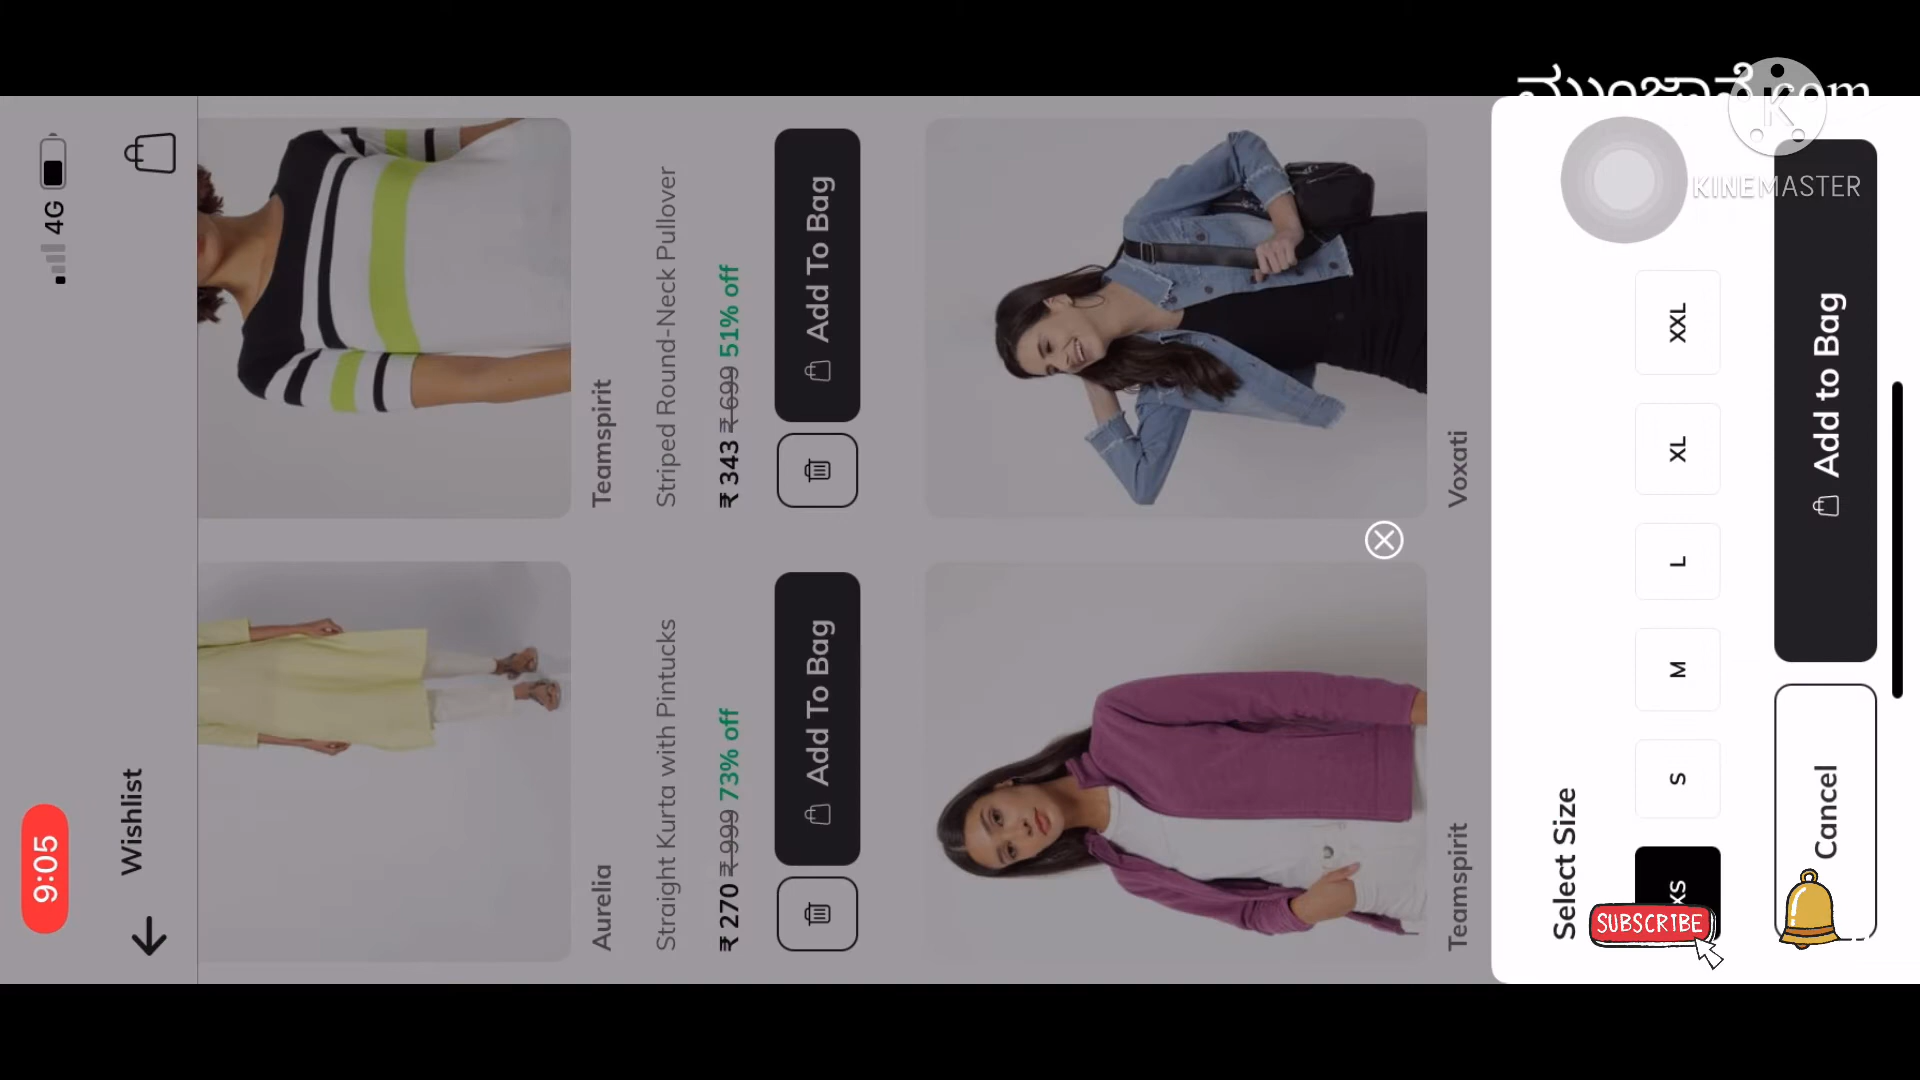 ಮುಂಜಾನೆ.com
KINEMASTER
9:05
4G
Wishlist
Aurelia
Straight Kurta with Pintucks
₹ 270 ₹ 999 73% off
Add To Bag
Teamspirit
Striped Round-Neck Pullover
₹ 343 ₹ 699 51% off
Add To Bag
Teamspirit
Voxati
Select Size
XS
S
M
L
XL
XXL
Cancel
Add to Bag
SUBSCRIBE